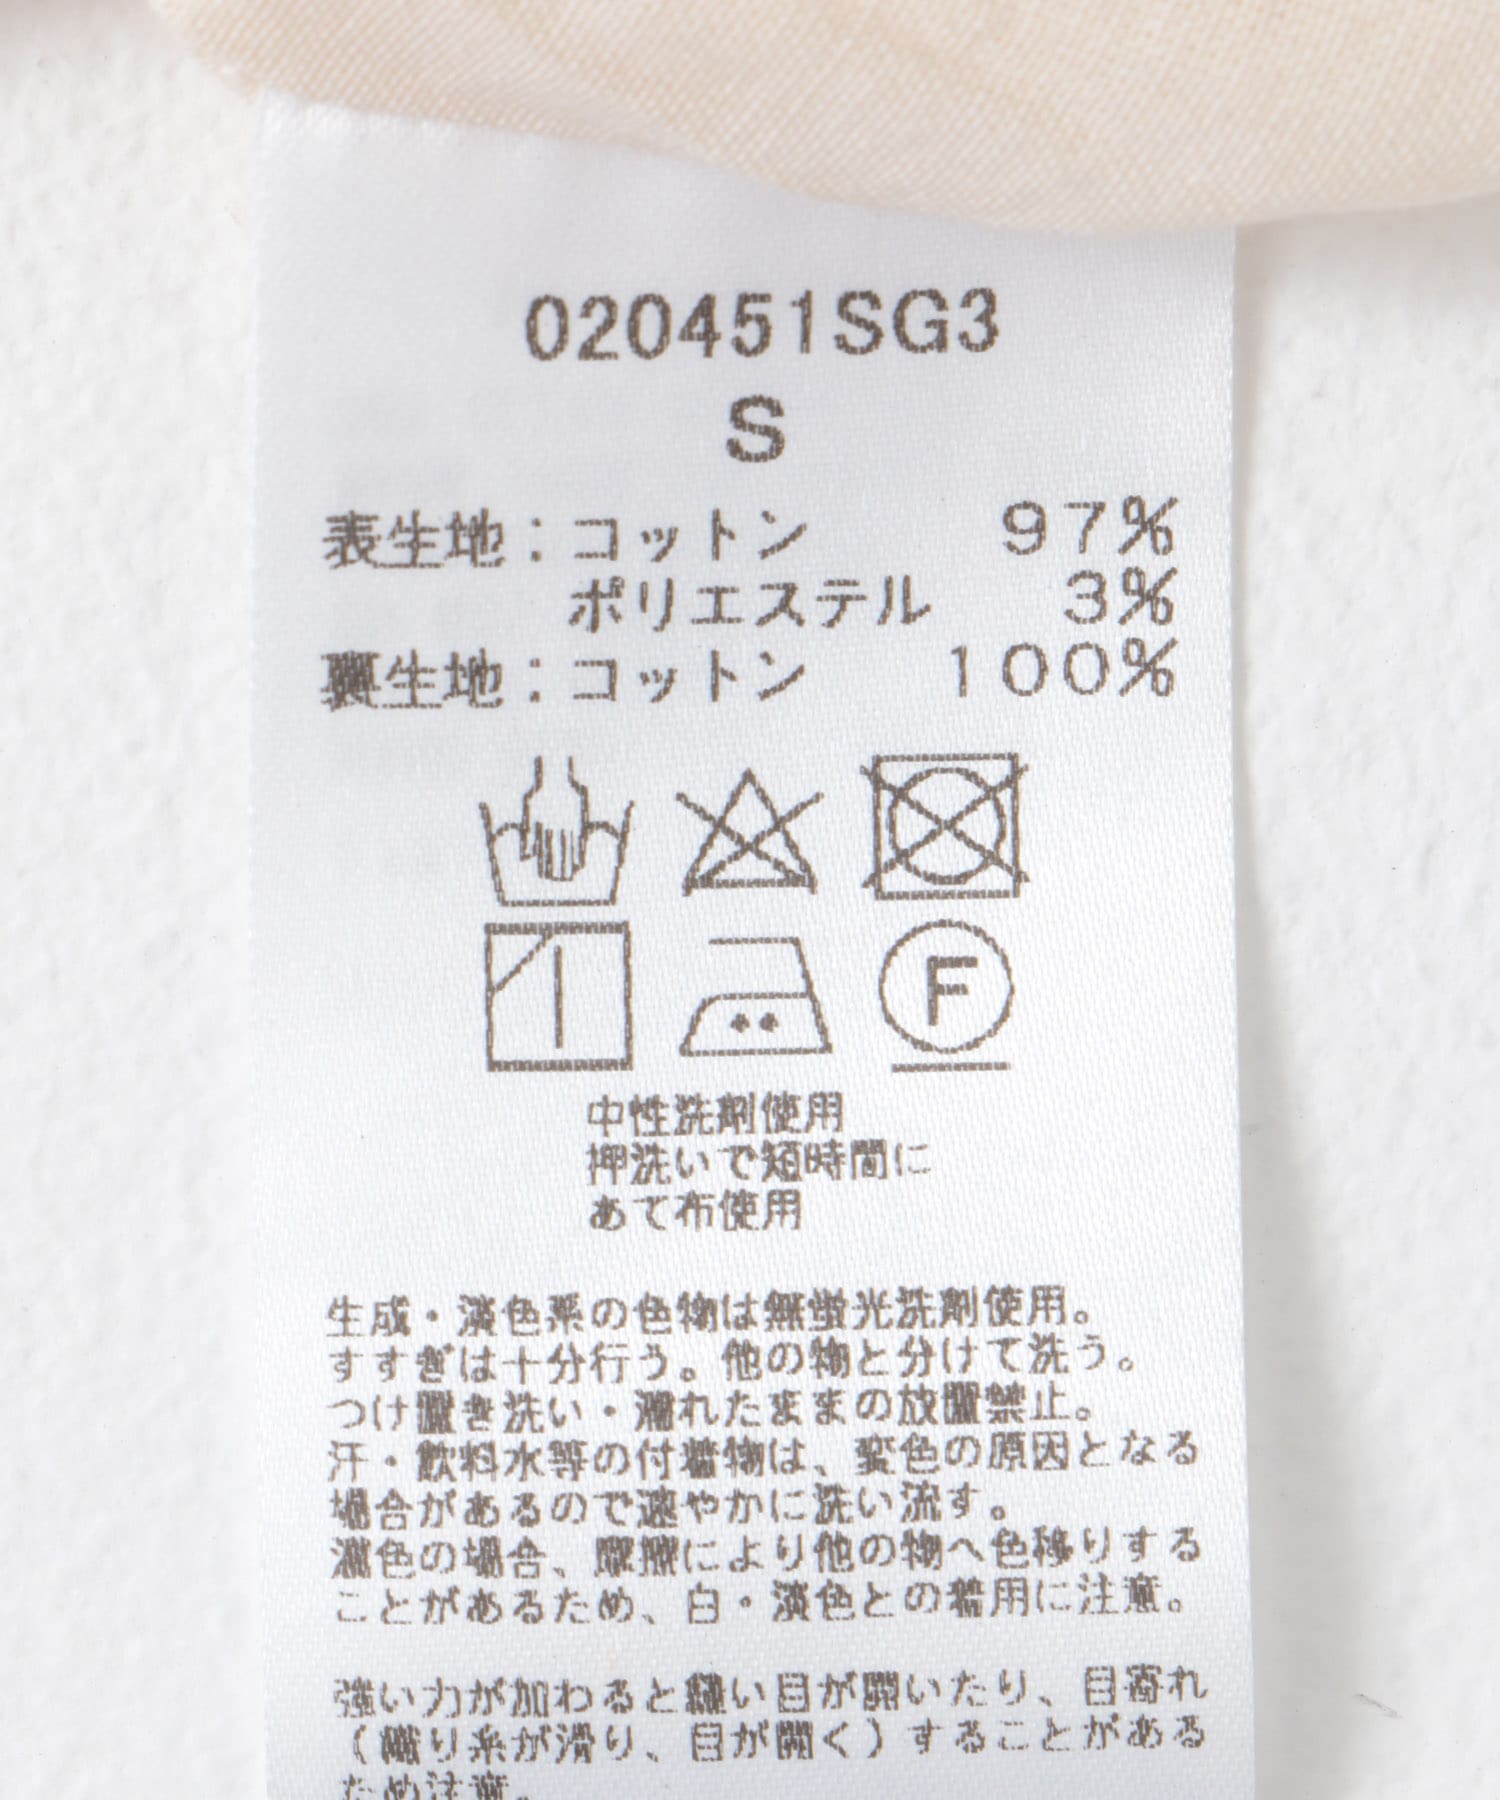 020451SG3
S
表生地：コットン 97%
ポリエステル 3%
裏生地：コットン 100%
F
中性洗剤使用
押洗いで短時間に
あて布使用
生成・淡色系の色物は無蛍光洗剤使用。
すすぎは十分行う。他の物と分けて洗う。
つけ置き洗い・濡れたままの放置禁止。
汗・飲料水等の付着物は、変色の原因となる
場合があるので速やかに洗い流す。
濃色の場合、摩擦により他の物へ色移りする
ことがあるため、白・淡色との着用に注意。
強い力が加わると縫い目が開いたり、目寄れ
（織り糸が滑り、目が開く）することがある
ため注意。